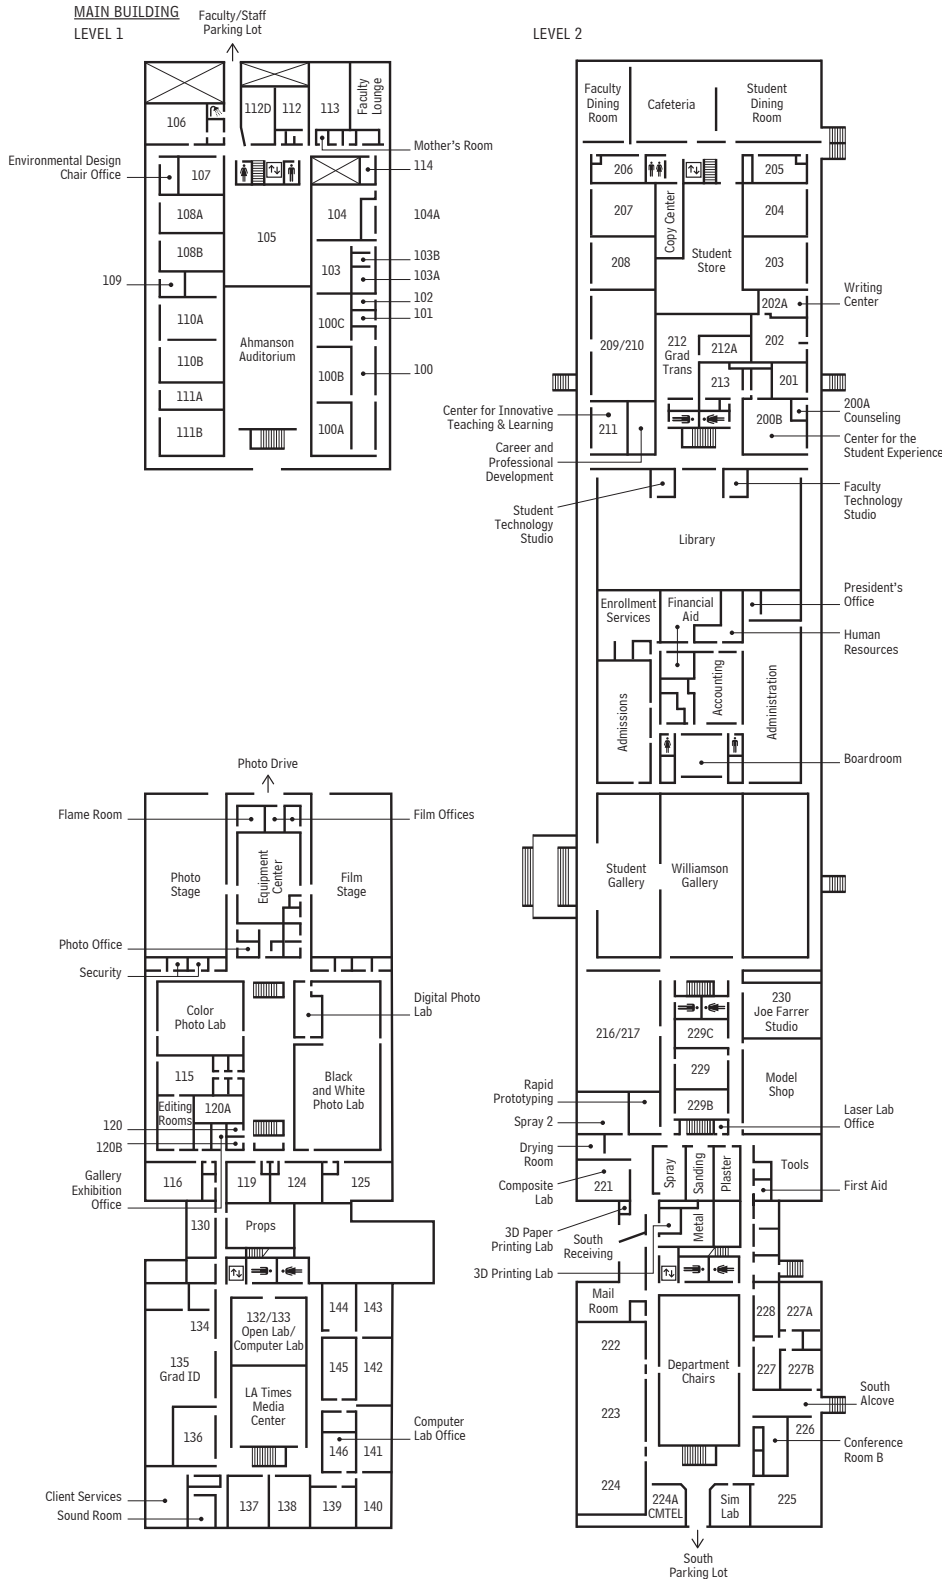 MAIN BUILDING
LEVEL 1
Faculty/Staff
Parking Lot
106
112D
112
113
Faculty
Lounge
Mother's Room
114
Environmental Design
Chair Office
107
108A
105
104
104A
108B
103
103B
103A
109
102
101
110A
100C
Ahmanson
Auditorium
110B
100B
100
111A
111B
100A
Photo Drive
Flame Room
Film Offices
Photo
Stage
Equipment
Center
Film
Stage
Photo Office
Security
Color
Photo Lab
Digital Photo
Lab
115
Black
and White
Photo Lab
Editing
Rooms
120A
120
120B
Gallery
Exhibition
Office
116
119
124
125
130
Props
134
132/133
Open Lab/
Computer Lab
144
143
135
Grad ID
145
142
LA Times
Media
Center
136
146
141
Computer
Lab Office
Client Services
Sound Room
137
138
139
140
LEVEL 2
Faculty
Dining
Room
Cafeteria
Student
Dining
Room
206
205
207
Copy Center
204
208
Student
Store
203
202A
Writing
Center
209/210
212
Grad
Trans
212A
202
213
201
Center for Innovative
Teaching & Learning
211
200B
200A
Counseling
Career and
Professional
Development
Center for the
Student Experience
Student
Technology
Studio
Faculty
Technology
Studio
Library
Enrollment
Services
Financial
Aid
President's
Office
Human
Resources
Admissions
Accounting
Administration
Boardroom
Student
Gallery
Williamson
Gallery
216/217
229C
230
Joe Farrer
Studio
229
Model
Shop
Rapid
Prototyping
229B
Laser Lab
Office
Spray 2
Drying
Room
Composite
Lab
221
Spray
Sanding
Plaster
Tools
First Aid
3D Paper
Printing Lab
South
Receiving
Metal
3D Printing Lab
Mail
Room
228
227A
222
Department
Chairs
227
227B
223
South
Alcove
226
Conference
Room B
224
224A
CMTEL
Sim
Lab
225
South
Parking Lot